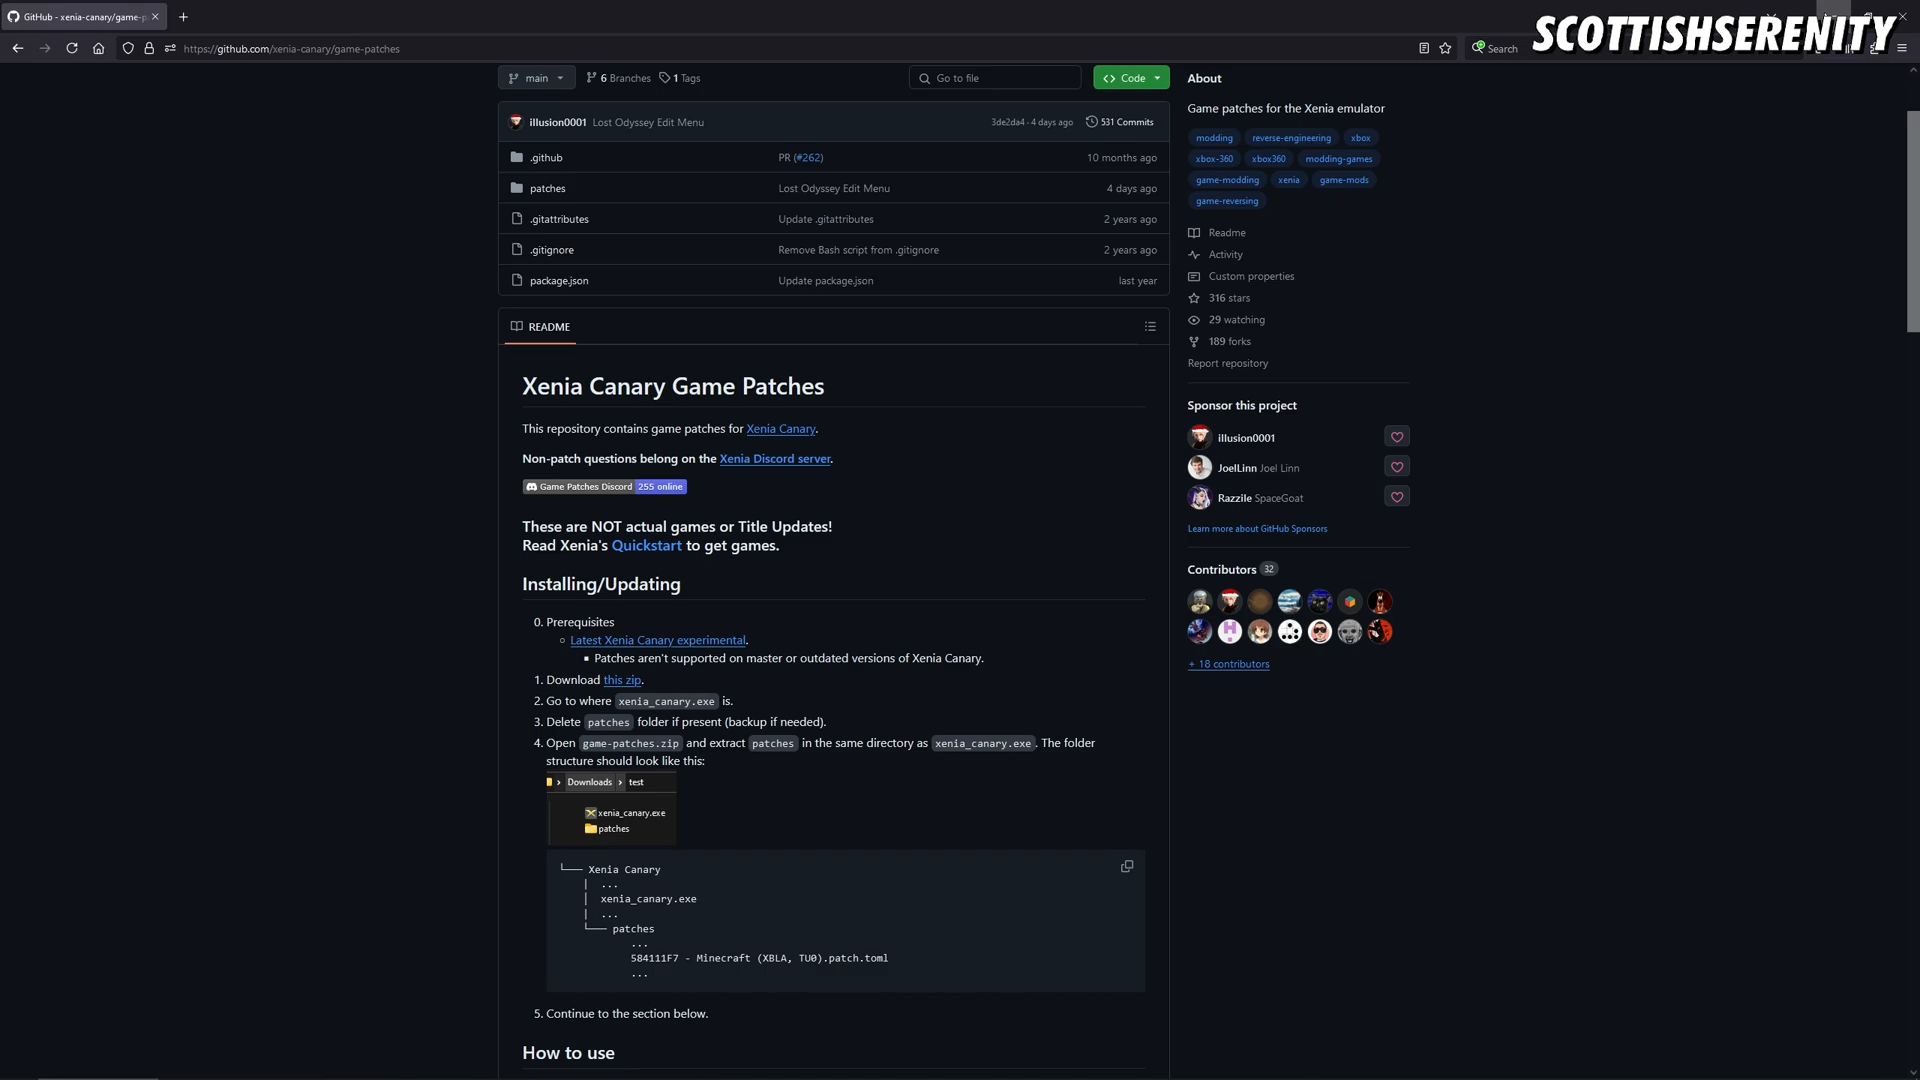 GitHub - xenia-canary/game-p
SCOTTISHSERENITY
https://github.com/xenia-canary/game-patches
Search
main
6 Branches
1 Tags
Go to file
Code
illusion0001 Lost Odyssey Edit Menu
3de2da4 · 4 days ago
531 Commits
.github
PR (#262)
10 months ago
patches
Lost Odyssey Edit Menu
4 days ago
.gitattributes
Update .gitattributes
2 years ago
.gitignore
Remove Bash script from .gitignore
2 years ago
package.json
Update package.json
last year
README
Xenia Canary Game Patches
This repository contains game patches for Xenia Canary.
Non-patch questions belong on the Xenia Discord server.
Game Patches Discord 255 online
These are NOT actual games or Title Updates!
Read Xenia's Quickstart to get games.
Installing/Updating
0. Prerequisites
Latest Xenia Canary experimental.
Patches aren't supported on master or outdated versions of Xenia Canary.
1. Download this zip.
2. Go to where xenia_canary.exe is.
3. Delete patches folder if present (backup if needed).
4. Open game-patches.zip and extract patches in the same directory as xenia_canary.exe. The folder
structure should look like this:
Downloads > test
xenia_canary.exe
patches
└── Xenia Canary
│ ...
│ xenia_canary.exe
│ ...
└── patches
...
584111F7 - Minecraft (XBLA, TU0).patch.toml
...
5. Continue to the section below.
How to use
About
Game patches for the Xenia emulator
modding reverse-engineering xbox
xbox-360 xbox360 modding-games
game-modding xenia game-mods
game-reversing
Readme
Activity
Custom properties
316 stars
29 watching
189 forks
Report repository
Sponsor this project
illusion0001
JoelLinn Joel Linn
Razzile SpaceGoat
Learn more about GitHub Sponsors
Contributors 32
+ 18 contributors